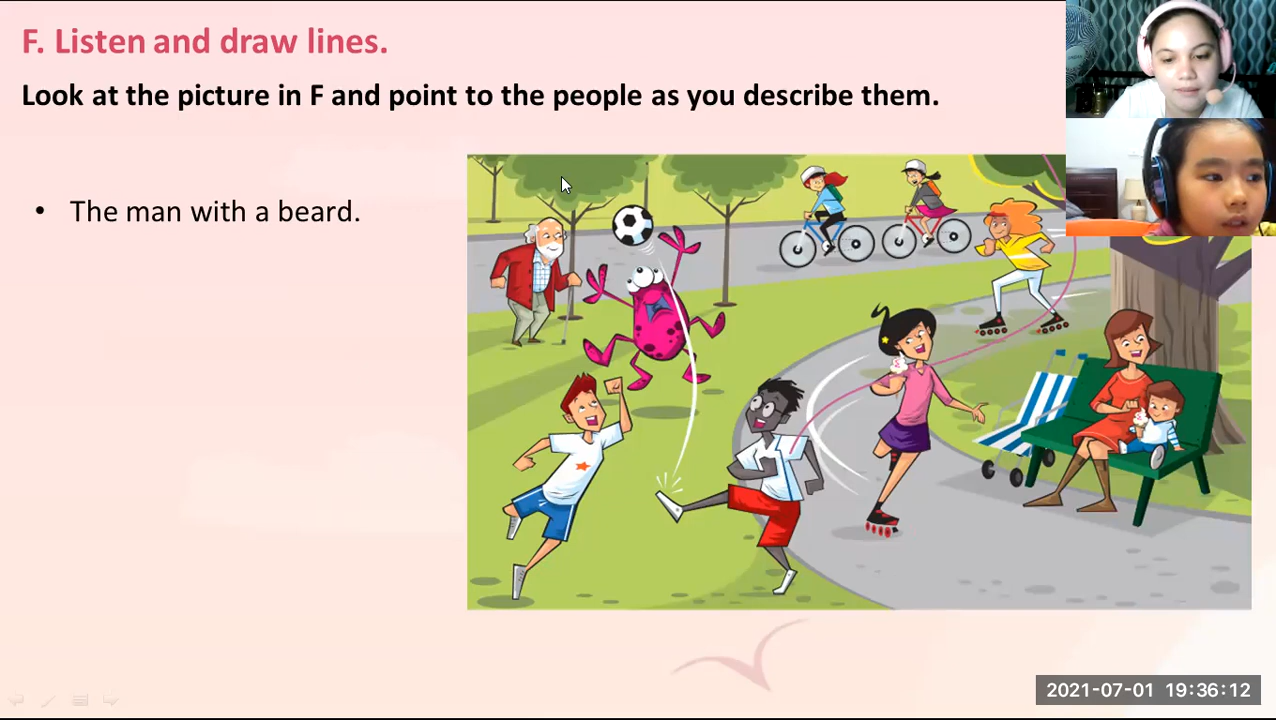 F. Listen and draw lines.
Look at the picture in F and point to the people as you describe them.
• The man with a beard.
2021-07-01 19:36:12